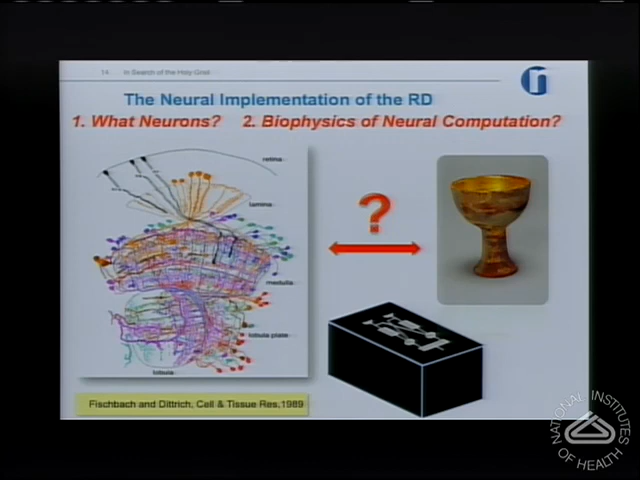 14 In Search of the Holy Grail
The Neural Implementation of the RD
1. What Neurons? 2. Biophysics of Neural Computation?
retina
lamina
medulla
lobula plate
lobula
?
Fischbach and Dittrich, Cell & Tissue Res,1989
NATIONAL INSTITUTES OF HEALTH